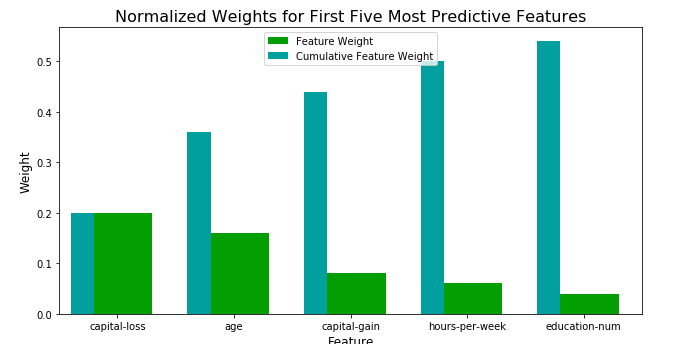 Normalized Weights for First Five Most Predictive Features
Feature Weight
Cumulative Feature Weight
Weight
0.5
0.4
0.3
0.2
0.1
0.0
capital-loss age capital-gain hours-per-week education-num
Feature